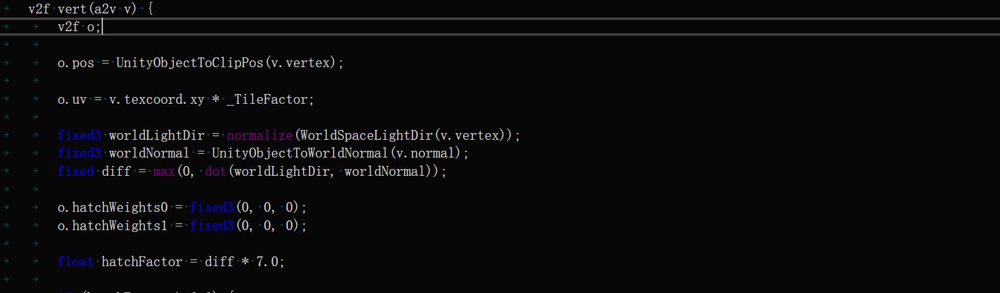 v2f vert(a2v v) {
v2f o;
o.pos = UnityObjectToClipPos(v.vertex);
o.uv = v.texcoord.xy * _TileFactor;
fixed3 worldLightDir = normalize(WorldSpaceLightDir(v.vertex));
fixed3 worldNormal = UnityObjectToWorldNormal(v.normal);
fixed diff = max(0, dot(worldLightDir, worldNormal));
o.hatchWeights0 = fixed3(0, 0, 0);
o.hatchWeights1 = fixed3(0, 0, 0);
float hatchFactor = diff * 7.0;